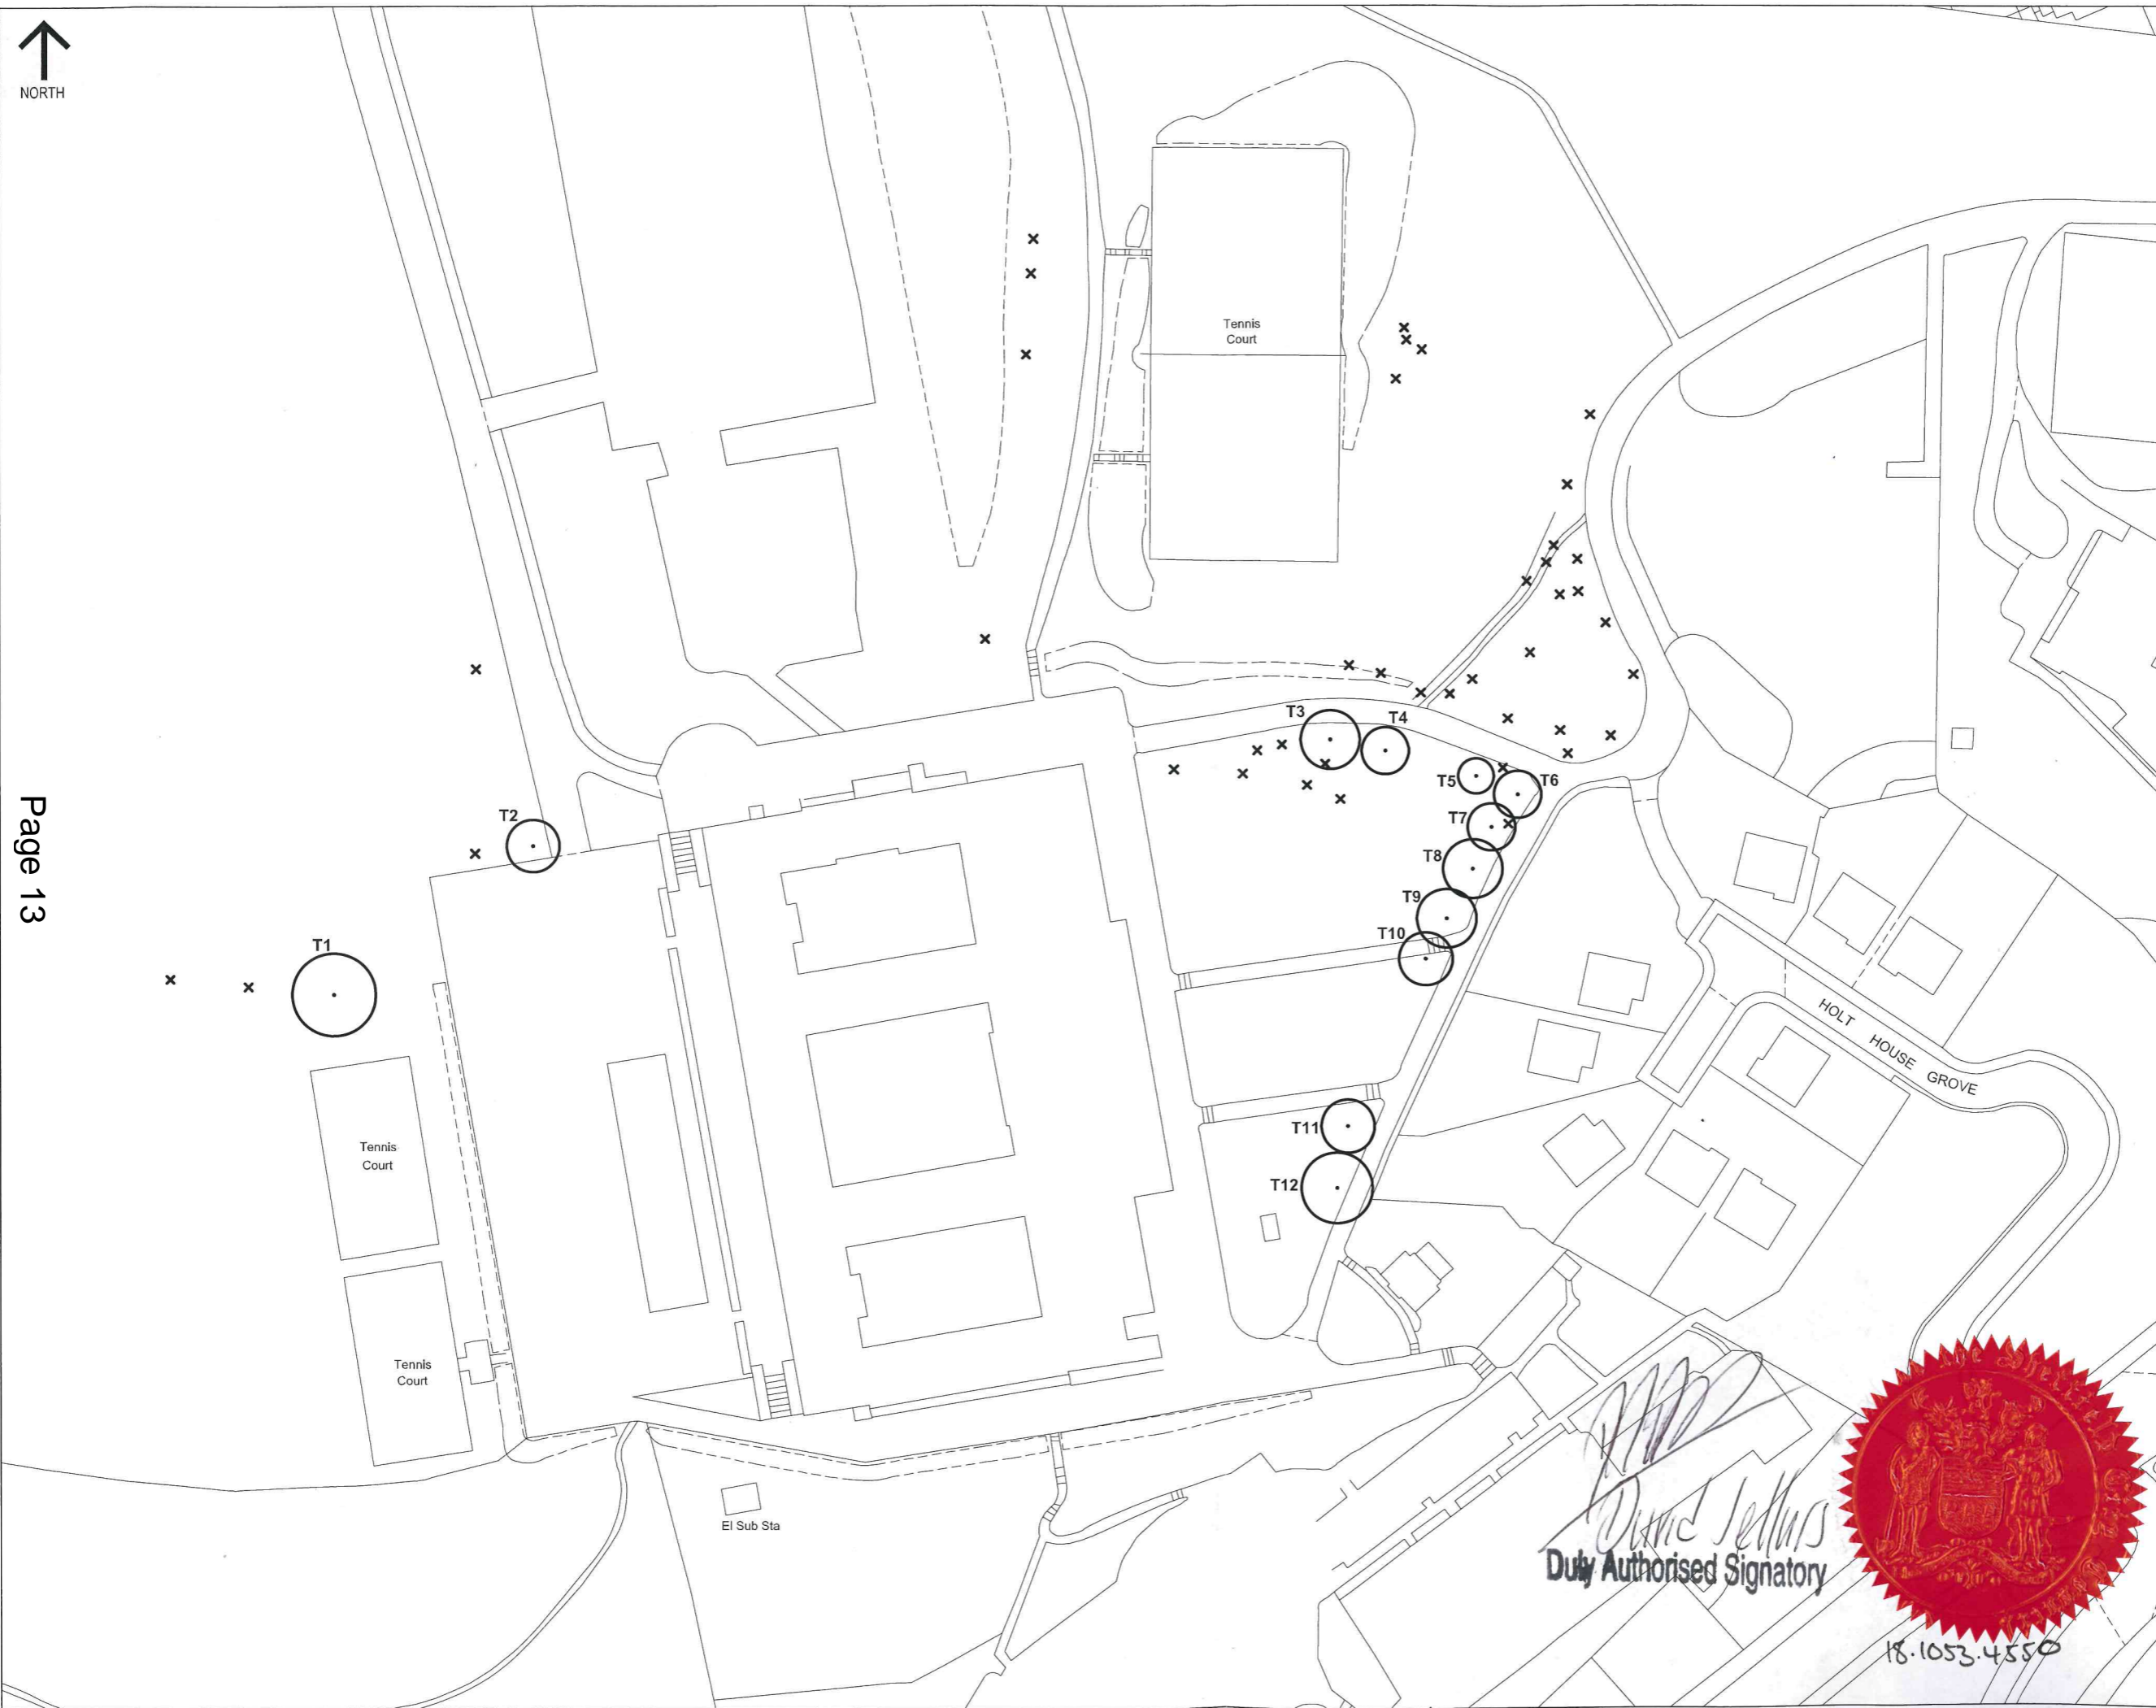 NORTH
Tennis
Court
T3
T4
T5
T6
T7
T2
T8
T9
T10
T1
HOLT HOUSE GROVE
T11
Tennis
Court
T12
Tennis
Court
El Sub Sta
David Sellars
Duly Authorised Signatory
18.1053.4550
Page 13